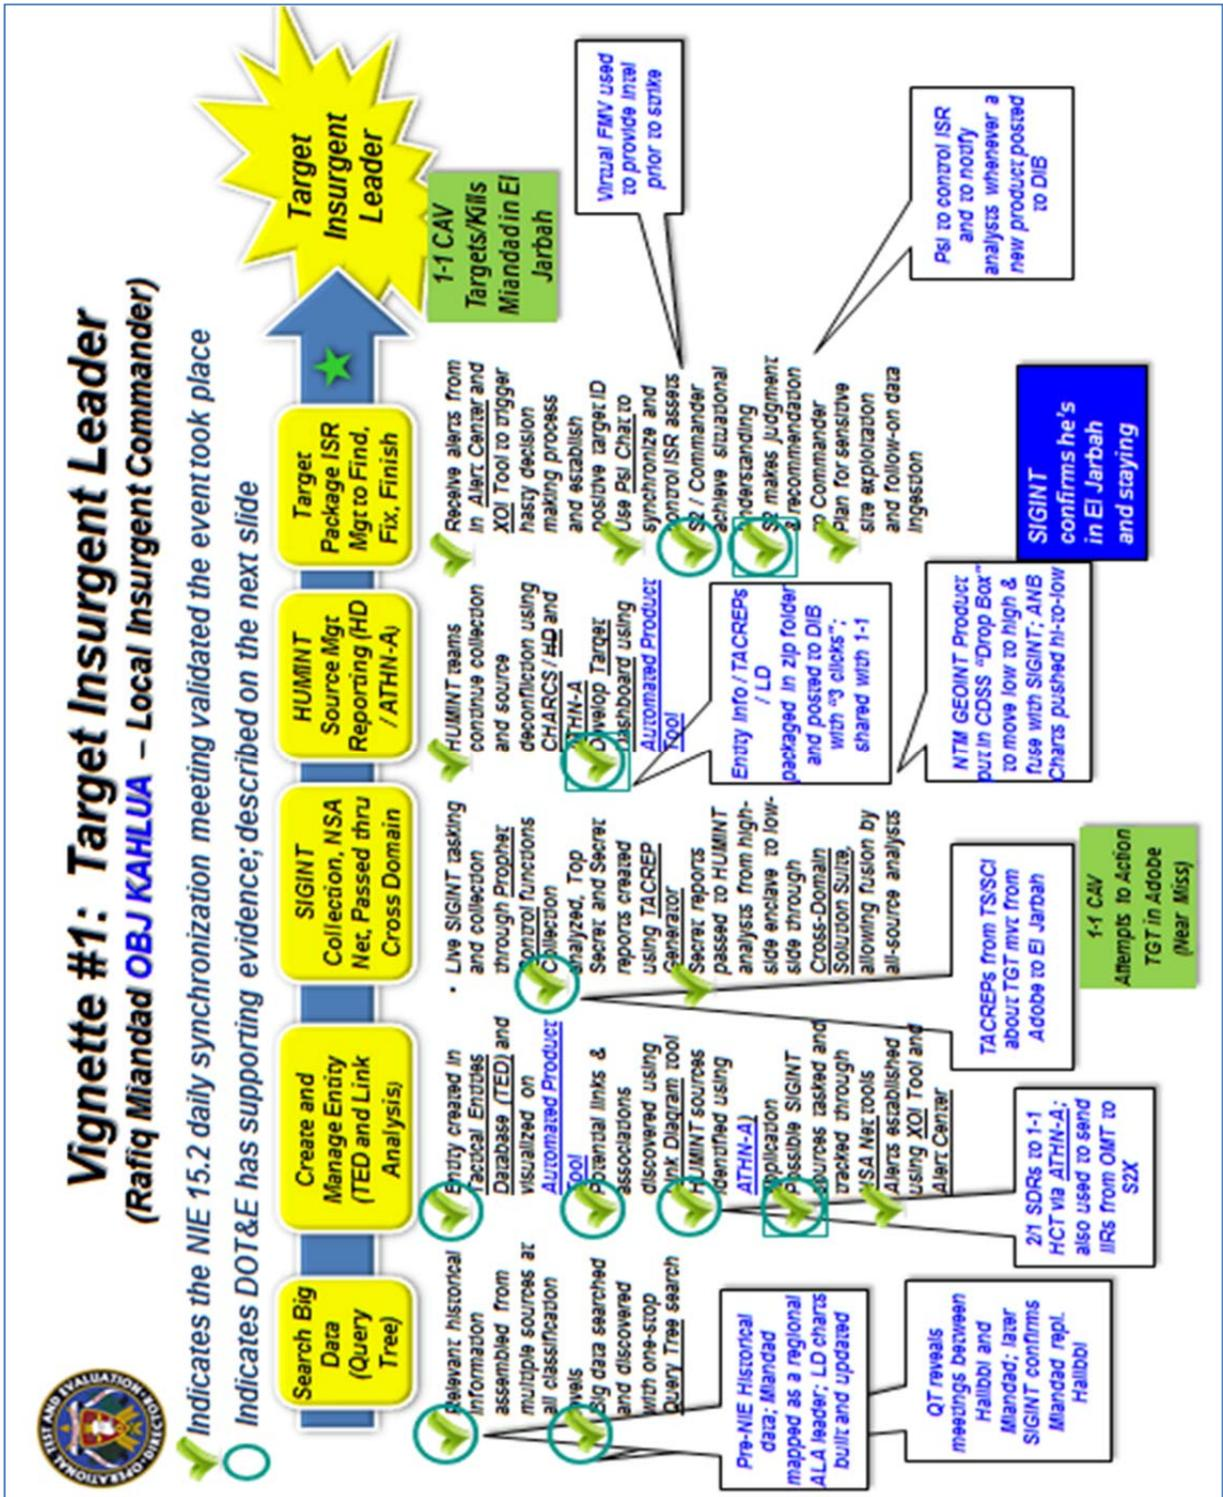 Vignette #1: Target Insurgent Leader
(Rafiq Miandad OBJ KAHLUA – Local Insurgent Commander)
Indicates the NIE 15.2 daily synchronization meeting validated the event took place
Indicates DOT&E has supporting evidence; described on the next slide
Search Big
Data
(Query
Tree)
Create and
Manage Entity
(TED and Link
Analysis)
SIGINT
Collection, NSA
Net, Passed thru
Cross Domain
HUMINT
Source Mgt
Reporting (HD
/ ATHN-A)
Target
Package ISR
Mgt to Find,
Fix, Finish
Target
Insurgent
Leader
Relevant historical
information
assembled from
multiple sources at
all classification
levels
Big data searched
and discovered
with one-stop
Query Tree search
Pre-NIE Historical
data; Miandad
mapped as a regional
ALA leader; LD charts
built and updated
QT reveals
meetings between
Halibbi and
Miandad; later
SIGINT confirms
Miandad repl.
Halibbi
Entity created in
Tactical Entities
Database (TED) and
visualized on
Automated Product
Tool
Potential links &
associations
discovered using
Link Diagram tool
HUMINT sources
identified using
ATHN-A)
application
Possible SIGINT
sources tasked and
tracked through
NSA Net tools
Alerts established
using XOI Tool and
Alert Center
2/1 SDRs to 1-1
HCT via ATHN-A;
also used to send
IIRs from OMT to
S2X
• Live SIGINT tasking
and collection
through Prophet
Control functions
Collection
analyzed, Top
Secret and Secret
reports created
using TACREP
Generator
Secret reports
passed to HUMINT
analysts from high-
side enclave to low-
side through
Cross-Domain
Solution Suite,
allowing fusion by
all-source analysts
TACREPs from TS/SCI
about TGT mvt from
Adobe to El Jarbah
1-1 CAV
Attempts to Action
TGT in Adobe
(Near Miss)
HUMINT teams
continue collection
and source
deconfliction using
CHARCS / HD and
ATHN-A
Develop Target
Dashboard using
Automated Product
Tool
Entity Info / TACREPs
/ LD
packaged in zip folder
and posted to DIB
with "3 clicks";
shared with 1-1
NTM GEOINT Product
put in CDSS "Drop Box"
to move low to high &
fuse with SIGINT; ANB
Charts pushed hi-to-low
Receive alerts from
in Alert Center and
XOI Tool to trigger
hasty decision
making process
and establish
positive target ID
Use Psi Chat to
synchronize and
control ISR assets
S2 / Commander
achieve situational
understanding
S2 makes judgment
& recommendation
to Commander
Plan for sensitive
site exploitation
and follow-on data
ingestion
SIGINT
confirms he's
in El Jarbah
and staying
1-1 CAV
Targets/Kills
Miandad in El
Jarbah
Virtual FMV used
to provide intel
prior to strike
Psi to control ISR
and to notify
analysts whenever a
new product posted
to DIB